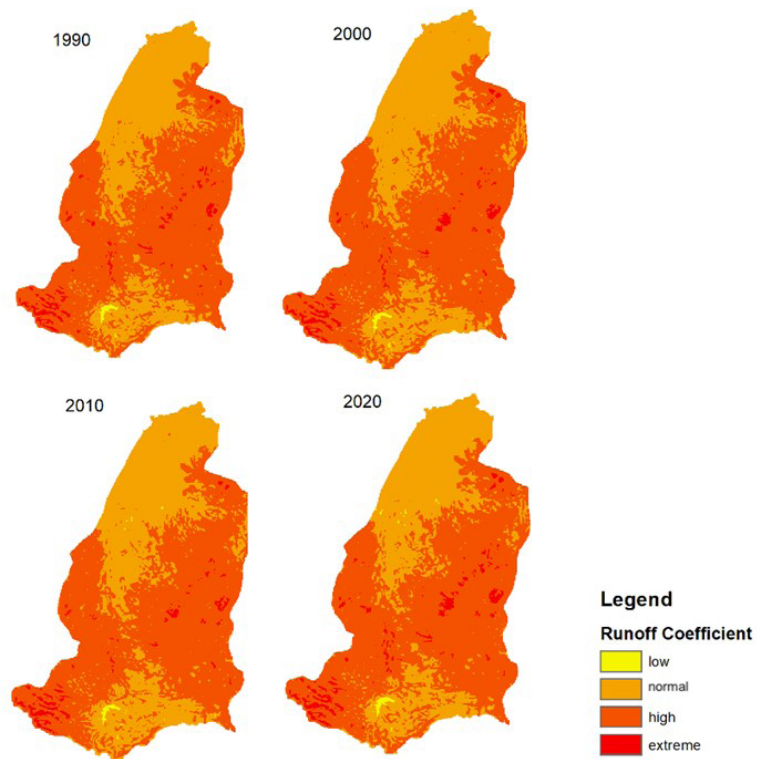 1990
2000
2010
2020
Legend
Runoff Coefficient
low
normal
high
extreme